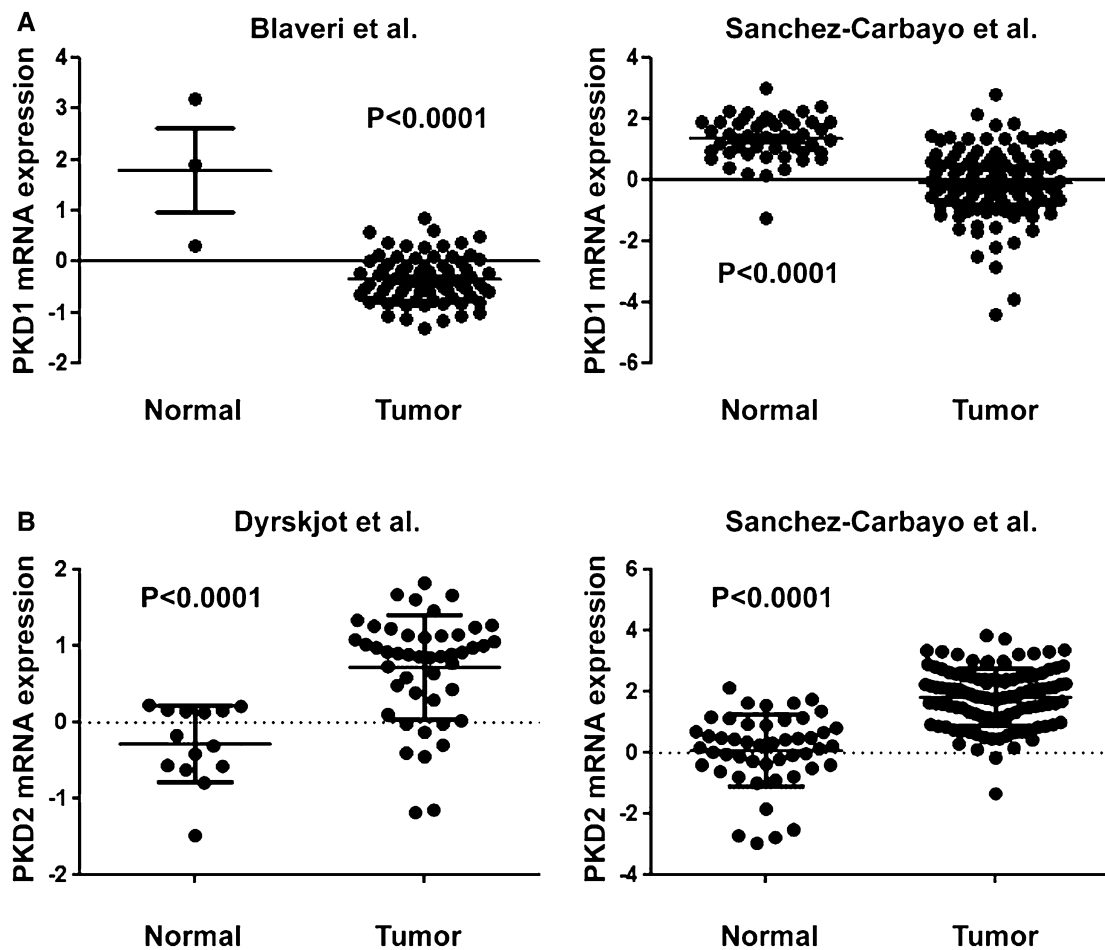 A
Blaveri et al.
Sanchez-Carbayo et al.
PKD1 mRNA expression
4
3
2
1
0
-1
-2
P<0.0001
Normal
Tumor
PKD1 mRNA expression
4
2
0
-2
-4
-6
P<0.0001
Normal
Tumor
B
Dyrskjot et al.
Sanchez-Carbayo et al.
PKD2 mRNA expression
2
1
0
-1
-2
P<0.0001
Normal
Tumor
PKD2 mRNA expression
6
4
2
0
-2
-4
P<0.0001
Normal
Tumor